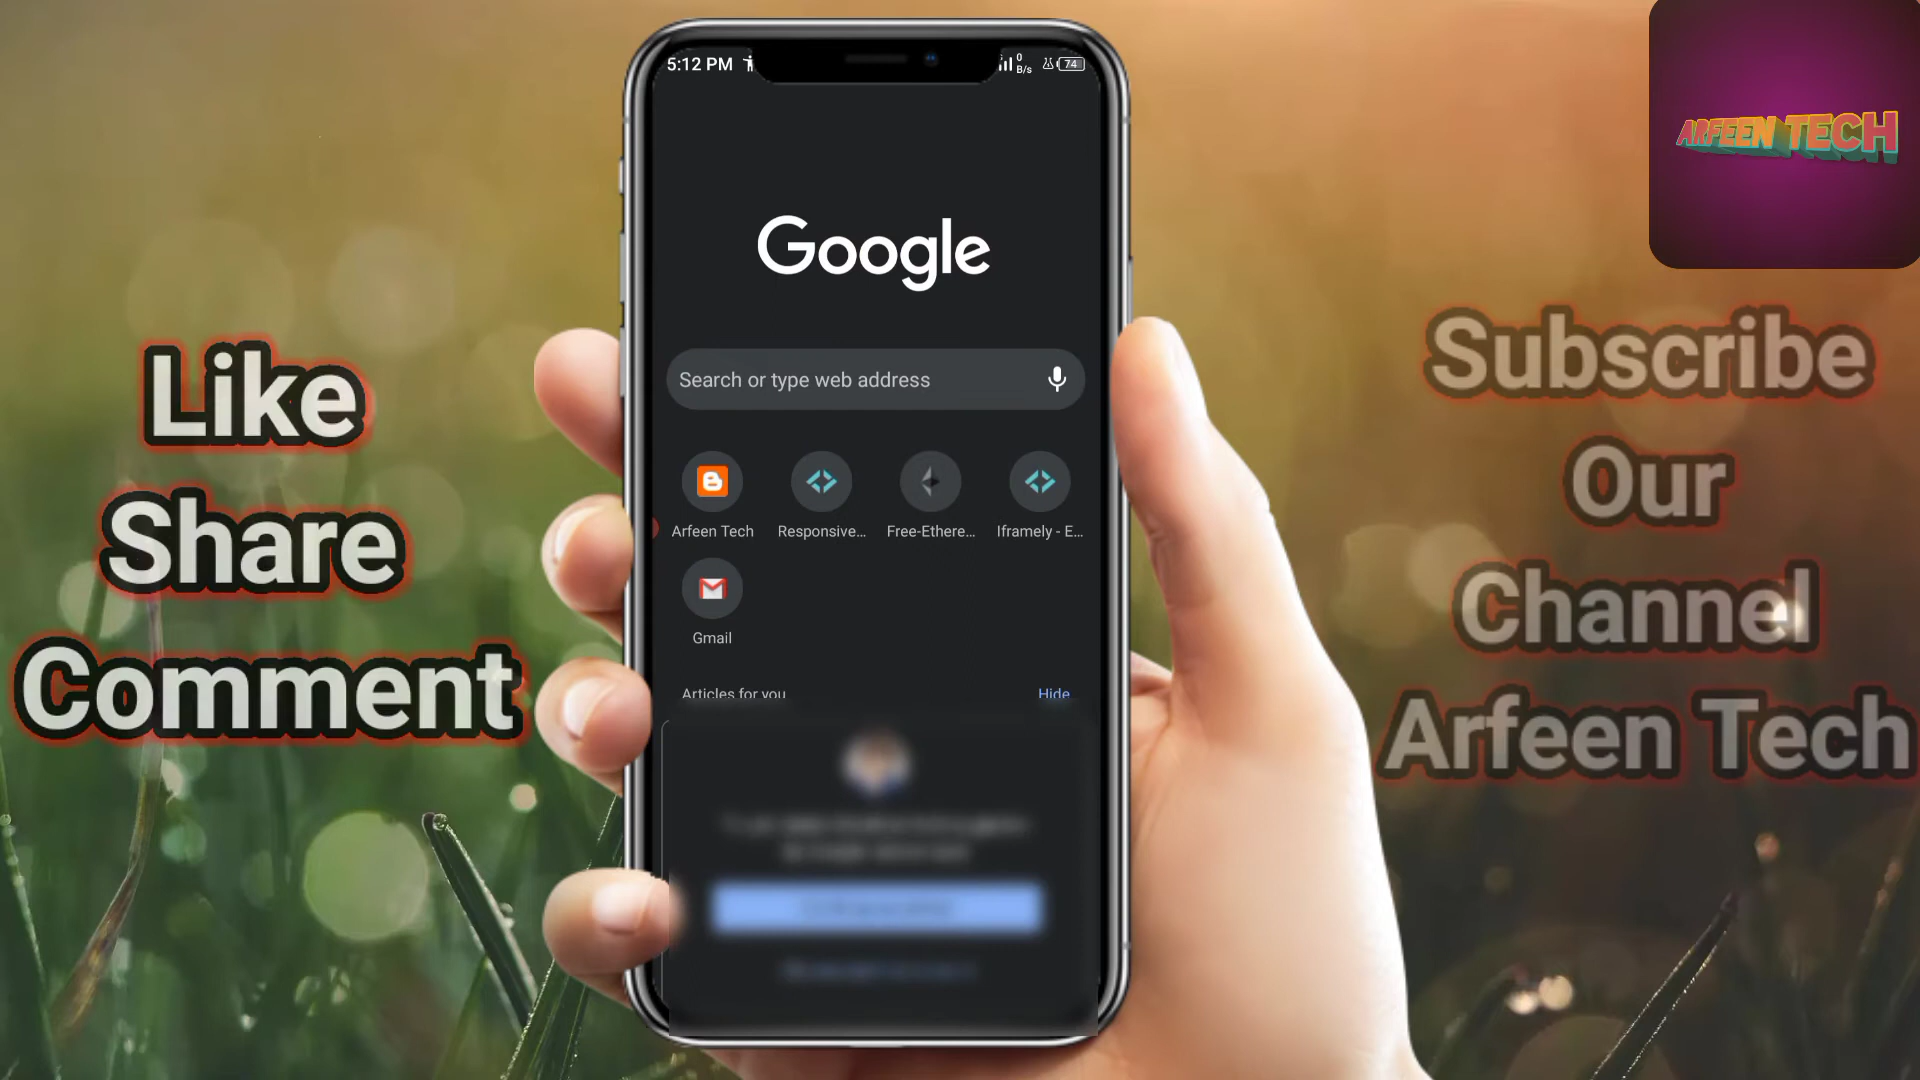 5:12 PM
0
B/s
74
ARFEEN TECH
Google
Search or type web address
Arfeen Tech
Responsive...
Free-Ethere...
Iframely - E...
Gmail
Articles for you
Hide
Like
Share
Comment
Subscribe
Our
Channel
Arfeen Tech